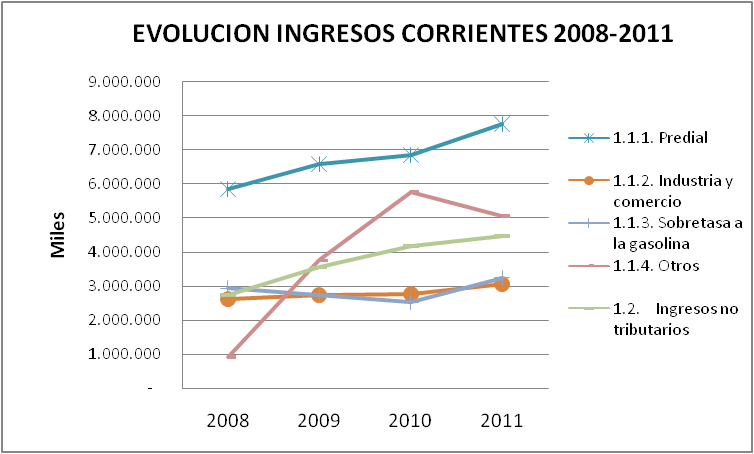 EVOLUCION INGRESOS CORRIENTES 2008-2011
Miles
9.000.000
8.000.000
7.000.000
6.000.000
5.000.000
4.000.000
3.000.000
2.000.000
1.000.000
-
2008 2009 2010 2011
1.1.1. Predial
1.1.2. Industria y
comercio
1.1.3. Sobretasa a
la gasolina
1.1.4. Otros
1.2. Ingresos no
tributarios